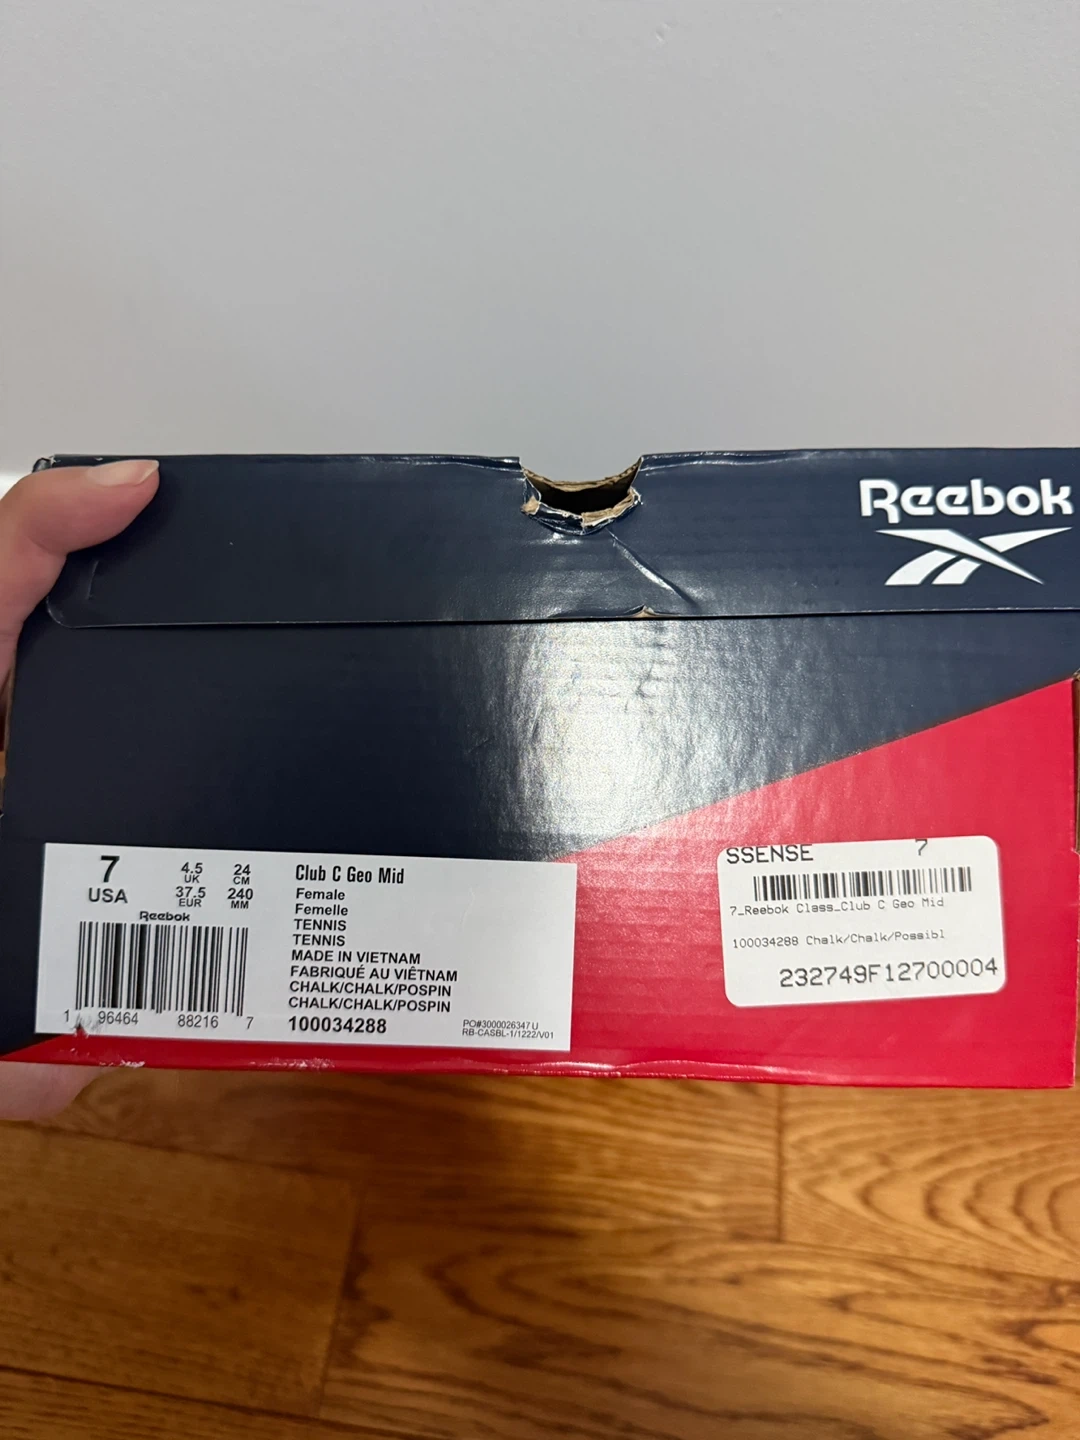 Reebok
7
USA
4.5
UK
37.5
EUR
24
CM
240
MM
Reebok
1 96464 88216 7
Club C Geo Mid
Female
Femelle
TENNIS
TENNIS
MADE IN VIETNAM
FABRIQUÉ AU VIÊTNAM
CHALK/CHALK/POSPIN
CHALK/CHALK/POSPIN
100034288
PO#3000026347 U
RB-CASBL-1/1222/V01
SSENSE 7
7_Reebok Class_Club C Geo Mid
100034288 Chalk/Chalk/Possibl
232749F12700004